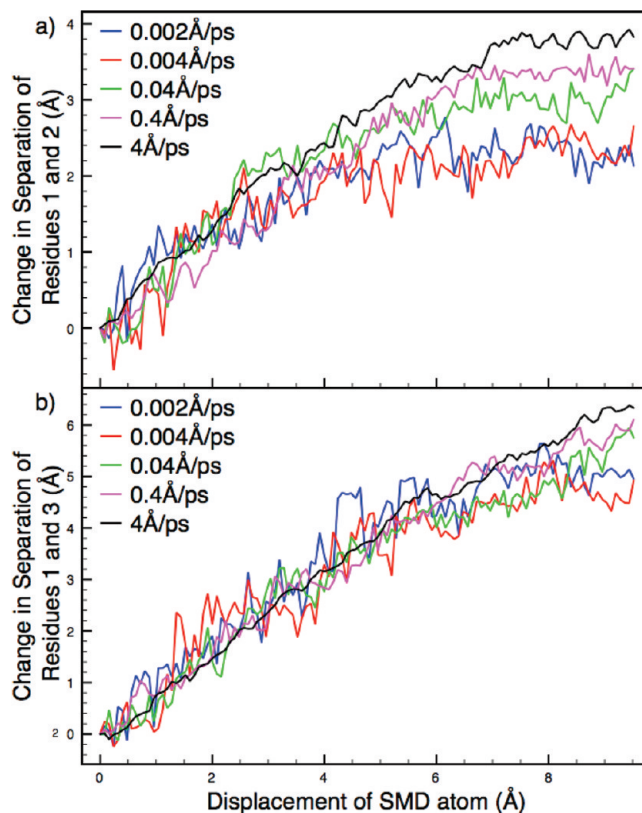 a)
0.002Å/ps
0.004Å/ps
0.04Å/ps
0.4Å/ps
4Å/ps
Change in Separation of
Residues 1 and 2 (Å)
4
3
2
1
0
b)
0.002Å/ps
0.004Å/ps
0.04Å/ps
0.4Å/ps
4Å/ps
Change in Separation of
Residues 1 and 3 (Å)
6
5
4
3
2
1
2 0
0 2 4 6 8
Displacement of SMD atom (Å)